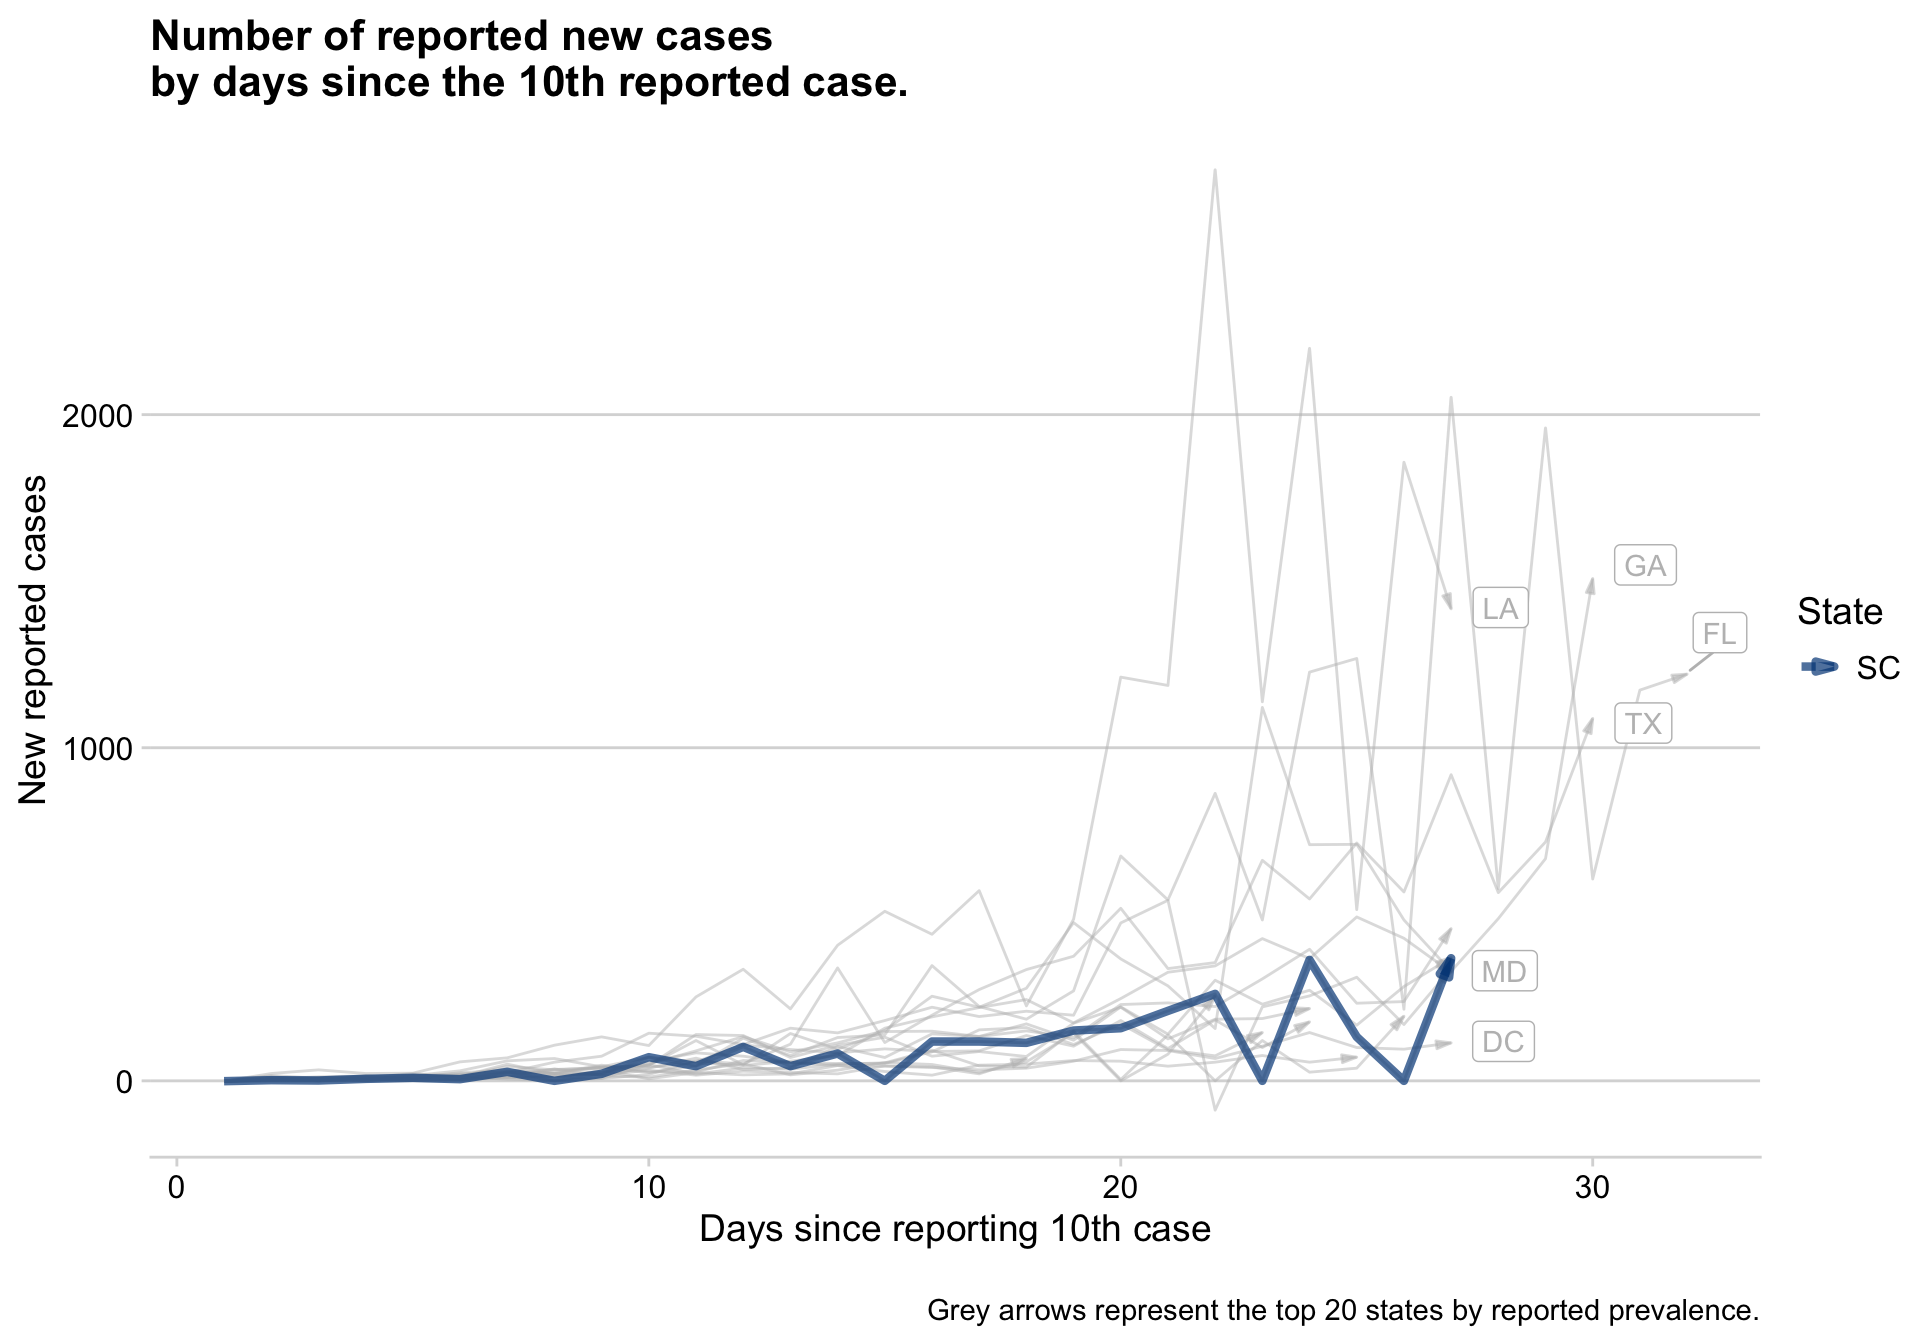 Number of reported new cases
by days since the 10th reported case.
New reported cases
2000
1000
0
0
10
20
30
Days since reporting 10th case
LA
GA
FL
TX
MD
DC
State
SC
Grey arrows represent the top 20 states by reported prevalence.